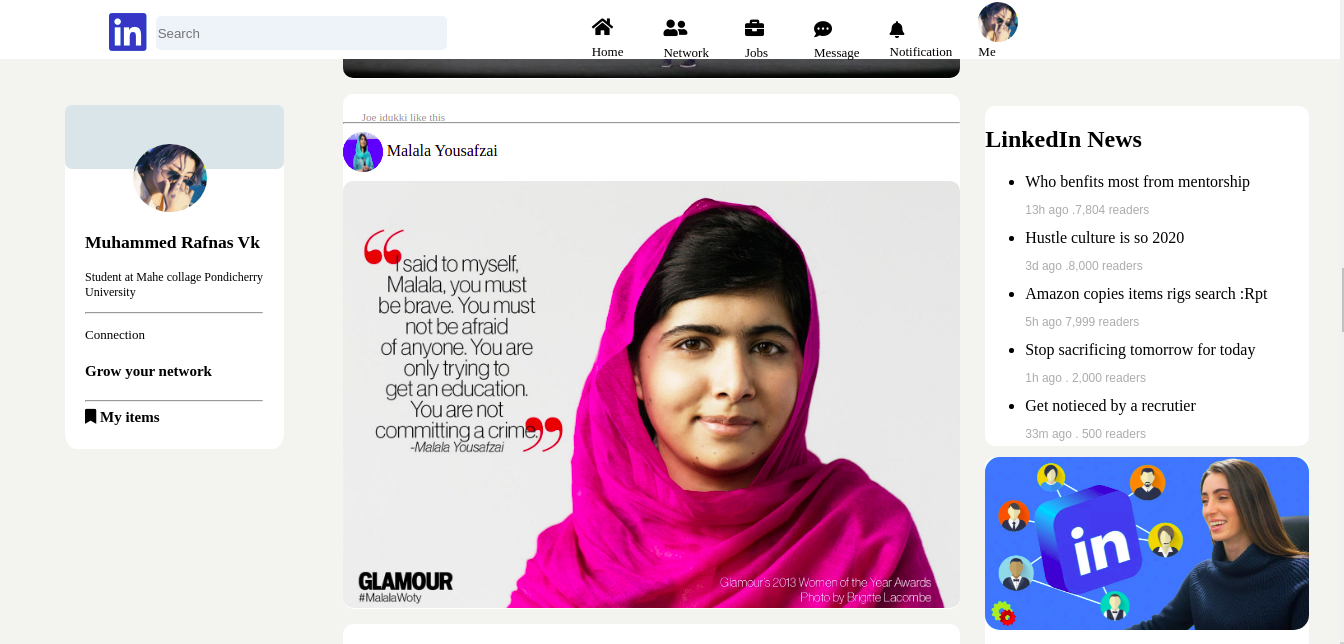 in
Search
Home
Network
Jobs
Message
Notification
Me
Muhammed Rafnas Vk
Student at Mahe collage Pondicherry
University
Connection
Grow your network
My items
Joe idukki like this
Malala Yousafzai
“I said to myself,
Malala, you must
be brave. You must
not be afraid
of anyone. You are
only trying to
get an education.
You are not
committing a crime.”
-Malala Yousafzai
GLAMOUR
#MalalaWoty
Glamour's 2013 Women of the Year Awards
Photo by Brigitte Lacombe
LinkedIn News
Who benfits most from mentorship
13h ago .7,804 readers
Hustle culture is so 2020
3d ago .8,000 readers
Amazon copies items rigs search :Rpt
5h ago 7,999 readers
Stop sacrificing tomorrow for today
1h ago . 2,000 readers
Get notieced by a recrutier
33m ago . 500 readers
in